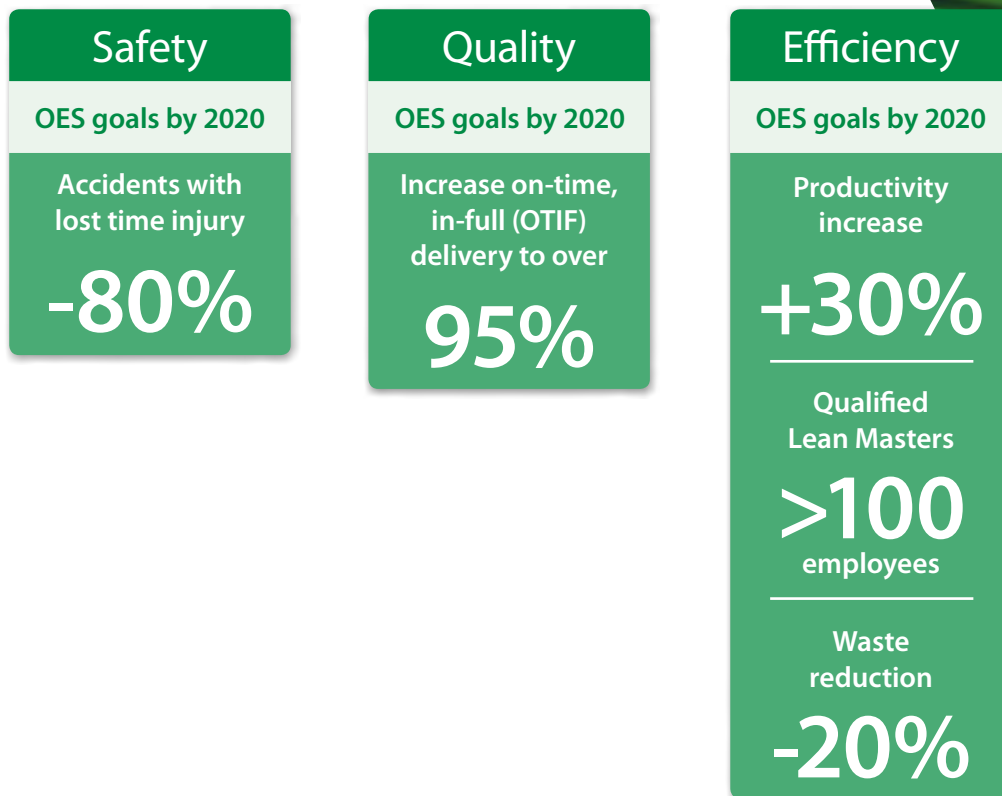 Safety
OES goals by 2020
Accidents with
lost time injury
-80%
Quality
OES goals by 2020
Increase on-time,
in-full (OTIF)
delivery to over
95%
Efficiency
OES goals by 2020
Productivity
increase
+30%
Qualified
Lean Masters
>100
employees
Waste
reduction
-20%